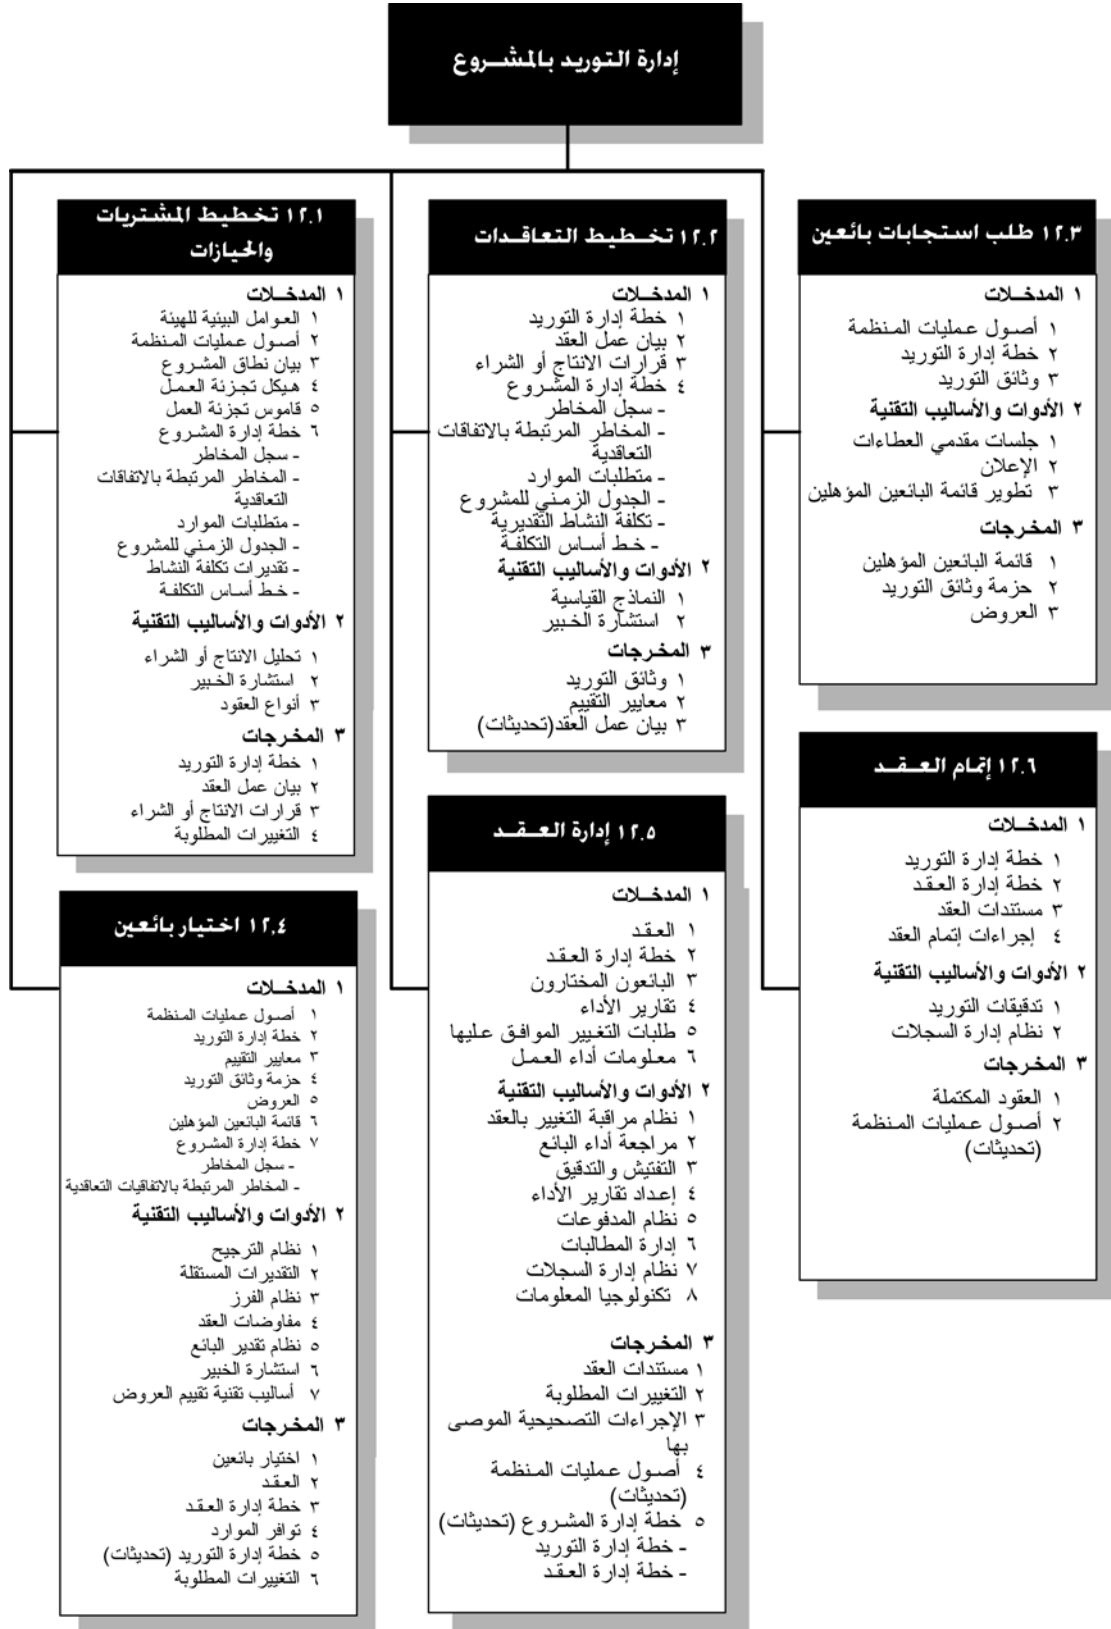 إدارة التوريد بالمشروع
١٢.١ تخطيط المشتريات
والحيازات
١ المدخلات
١ العوامل البيئية للهيئة
٢ أصول عمليات المنظمة
٣ بيان نطاق المشروع
٤ هيكل تجزئة العمل
٥ قاموس تجزئة العمل
٦ خطة إدارة المشروع
- سجل المخاطر
- المخاطر المرتبطة بالاتفاقات
التعاقدية
- متطلبات الموارد
- الجدول الزمني للمشروع
- تقديرات تكلفة النشاط
- خط أساس التكلفة
٢ الأدوات والأساليب التقنية
١ تحليل الانتاج أو الشراء
٢ استشارة الخبير
٣ أنواع العقود
٣ المخرجات
١ خطة إدارة التوريد
٢ بيان عمل العقد
٣ قرارات الانتاج أو الشراء
٤ التغييرات المطلوبة
١٢.٢ تخطيط التعاقدات
١ المدخلات
١ خطة إدارة التوريد
٢ بيان عمل العقد
٣ قرارات الانتاج أو الشراء
٤ خطة إدارة المشروع
- سجل المخاطر
- المخاطر المرتبطة بالاتفاقات
التعاقدية
- متطلبات الموارد
- الجدول الزمني للمشروع
- تكلفة النشاط التقديرية
- خط أساس التكلفة
٢ الأدوات والأساليب التقنية
١ النماذج القياسية
٢ استشارة الخبير
٣ المخرجات
١ وثائق التوريد
٢ معايير التقييم
٣ بيان عمل العقد(تحديثات)
١٢.٣ طلب استجابات بائعين
١ المدخلات
١ أصول عمليات المنظمة
٢ خطة إدارة التوريد
٣ وثائق التوريد
٢ الأدوات والأساليب التقنية
١ جلسات مقدمي العطاءات
٢ الإعلان
٣ تطوير قائمة البائعين المؤهلين
٣ المخرجات
١ قائمة البائعين المؤهلين
٢ حزمة وثائق التوريد
٣ العروض
١٢.٤ اختيار بائعين
١ المدخلات
١ أصول عمليات المنظمة
٢ خطة إدارة التوريد
٣ معايير التقييم
٤ حزمة وثائق التوريد
٥ العروض
٦ قائمة البائعين المؤهلين
٧ خطة إدارة المشروع
- سجل المخاطر
- المخاطر المرتبطة بالاتفاقيات التعاقدية
٢ الأدوات والأساليب التقنية
١ نظام الترجيح
٢ التقديرات المستقلة
٣ نظام الفرز
٤ مفاوضات العقد
٥ نظام تقدير البائع
٦ استشارة الخبير
٧ أساليب تقنية تقييم العروض
٣ المخرجات
١ اختيار بائعين
٢ العقد
٣ خطة إدارة العقد
٤ توافر الموارد
٥ خطة إدارة التوريد (تحديثات)
٦ التغييرات المطلوبة
١٢.٥ إدارة العقد
١ المدخلات
١ العقد
٢ خطة إدارة العقد
٣ البائعون المختارون
٤ تقارير الأداء
٥ طلبات التغيير الموافق عليها
٦ معلومات أداء العمل
٢ الأدوات والأساليب التقنية
١ نظام مراقبة التغيير بالعقد
٢ مراجعة أداء البائع
٣ التفتيش والتدقيق
٤ إعداد تقارير الأداء
٥ نظام المدفوعات
٦ إدارة المطالبات
٧ نظام إدارة السجلات
٨ تكنولوجيا المعلومات
٣ المخرجات
١ مستندات العقد
٢ التغييرات المطلوبة
٣ الإجراءات التصحيحية الموصى
بها
٤ أصول عمليات المنظمة
(تحديثات)
٥ خطة إدارة المشروع (تحديثات)
- خطة إدارة التوريد
- خطة إدارة العقد
١٢.٦ إتمام العقد
١ المدخلات
١ خطة إدارة التوريد
٢ خطة إدارة العقد
٣ مستندات العقد
٤ إجراءات إتمام العقد
٢ الأدوات والأساليب التقنية
١ تدقيقات التوريد
٢ نظام إدارة السجلات
٣ المخرجات
١ العقود المكتملة
٢ أصول عمليات المنظمة
(تحديثات)